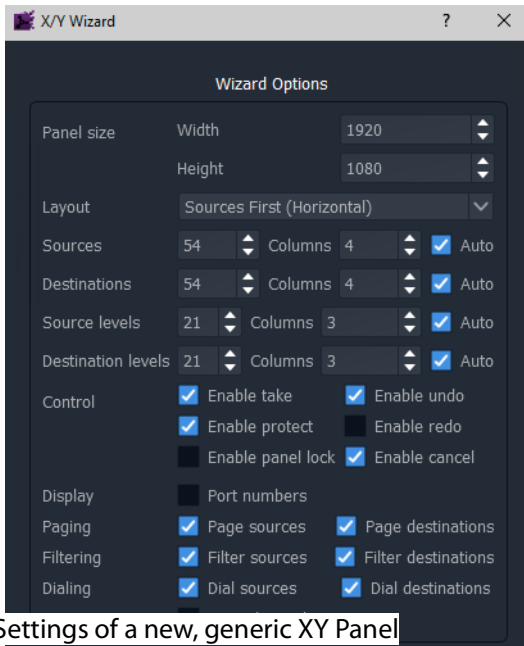 X/Y Wizard ?
Wizard Options
Panel size Width 1920
Height 1080
Layout Sources First (Horizontal)
Sources 54 Columns 4 Auto
Destinations 54 Columns 4 Auto
Source levels 21 Columns 3 Auto
Destination levels 21 Columns 3 Auto
Control Enable take Enable undo
Enable protect Enable redo
Enable panel lock Enable cancel
Display Port numbers
Paging Page sources Page destinations
Filtering Filter sources Filter destinations
Dialing Dial sources Dial destinations
Settings of a new, generic XY Panel